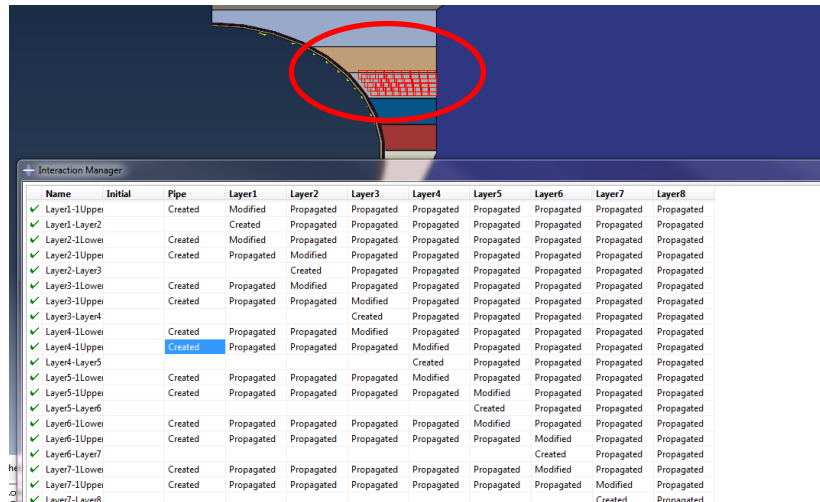 Interaction Manager
Name Initial Pipe Layer1 Layer2 Layer3 Layer4 Layer5 Layer6 Layer7 Layer8
Layer1-1Upper Created Modified Propagated Propagated Propagated Propagated Propagated Propagated Propagated
Layer1-Layer2 Created Propagated Propagated Propagated Propagated Propagated Propagated Propagated
Layer2-1Lower Created Modified Propagated Propagated Propagated Propagated Propagated Propagated Propagated
Layer2-1Upper Created Propagated Modified Propagated Propagated Propagated Propagated Propagated Propagated
Layer2-Layer3 Created Propagated Propagated Propagated Propagated Propagated Propagated
Layer3-1Lower Created Propagated Modified Propagated Propagated Propagated Propagated Propagated Propagated
Layer3-1Upper Created Propagated Propagated Modified Propagated Propagated Propagated Propagated Propagated
Layer3-Layer4 Created Propagated Propagated Propagated Propagated Propagated
Layer4-1Lower Created Propagated Propagated Modified Propagated Propagated Propagated Propagated Propagated
Layer4-1Upper Created Propagated Propagated Propagated Modified Propagated Propagated Propagated Propagated
Layer4-Layer5 Created Propagated Propagated Propagated Propagated
Layer5-1Lower Created Propagated Propagated Propagated Modified Propagated Propagated Propagated Propagated
Layer5-1Upper Created Propagated Propagated Propagated Propagated Modified Propagated Propagated Propagated
Layer5-Layer6 Created Propagated Propagated Propagated
Layer6-1Lower Created Propagated Propagated Propagated Propagated Modified Propagated Propagated Propagated
Layer6-1Upper Created Propagated Propagated Propagated Propagated Propagated Modified Propagated Propagated
Layer6-Layer7 Created Propagated Propagated
Layer7-1Lower Created Propagated Propagated Propagated Propagated Propagated Modified Propagated Propagated
Layer7-1Upper Created Propagated Propagated Propagated Propagated Propagated Propagated Modified Propagated
Layer7-Layer8 Created Propagated